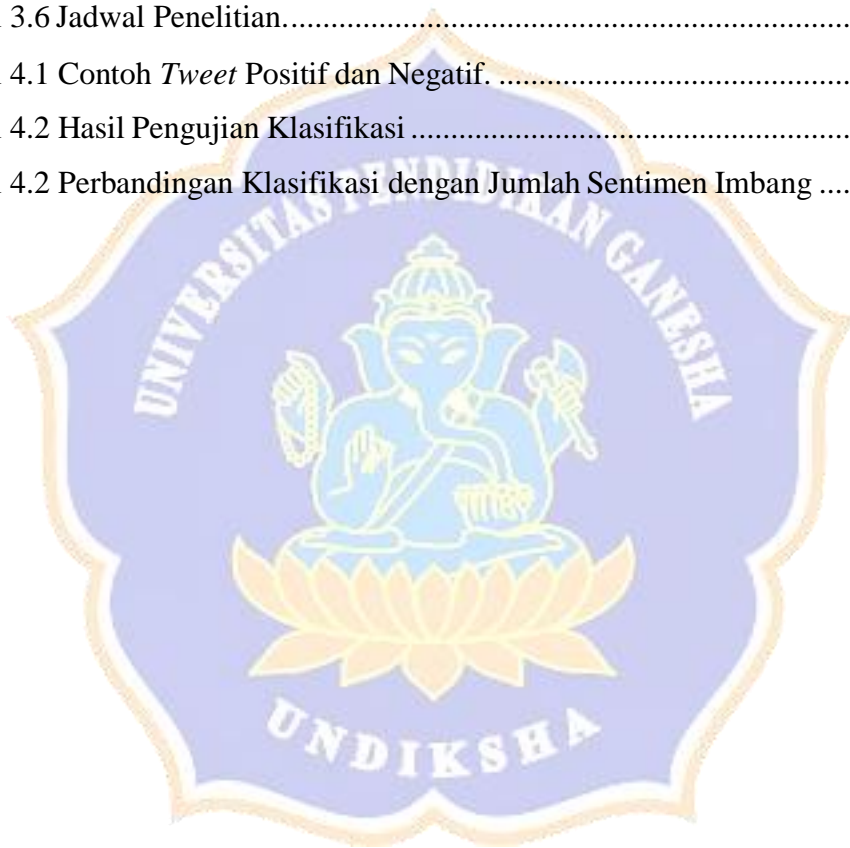 3.6 Jadwal Penelitian.......................................................................
4.1 Contoh Tweet Positif dan Negatif. ............................................
4.2 Hasil Pengujian Klasifikasi .......................................................
4.2 Perbandingan Klasifikasi dengan Jumlah Sentimen Imbang ....
UNIVERSITAS PENDIDIKAN GANESHA
UNDIKSHA